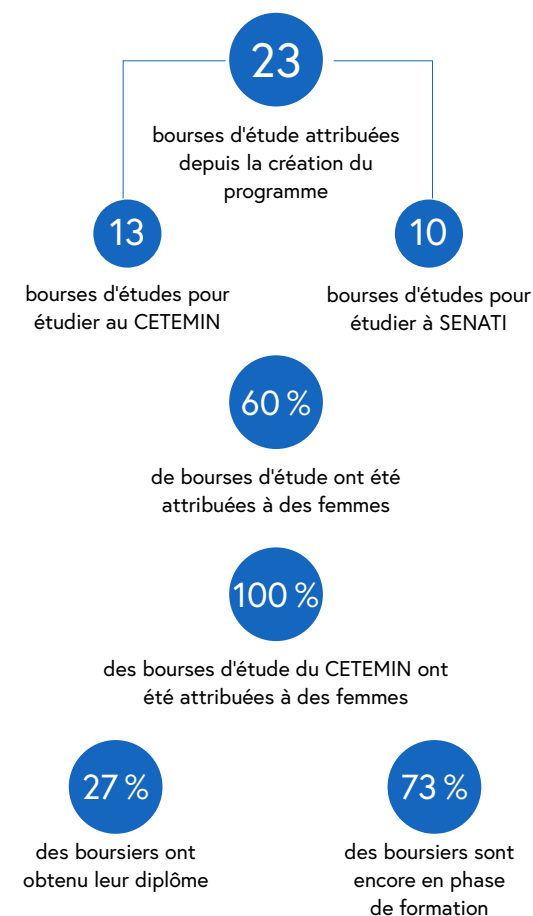 23
bourses d'étude attribuées
depuis la création du
programme
13
bourses d'études pour
étudier au CETEMIN
10
bourses d'études pour
étudier à SENATI
60 %
de bourses d'étude ont été
attribuées à des femmes
100 %
des bourses d'étude du CETEMIN ont
été attribuées à des femmes
27 %
des boursiers ont
obtenu leur diplôme
73 %
des boursiers sont
encore en phase
de formation